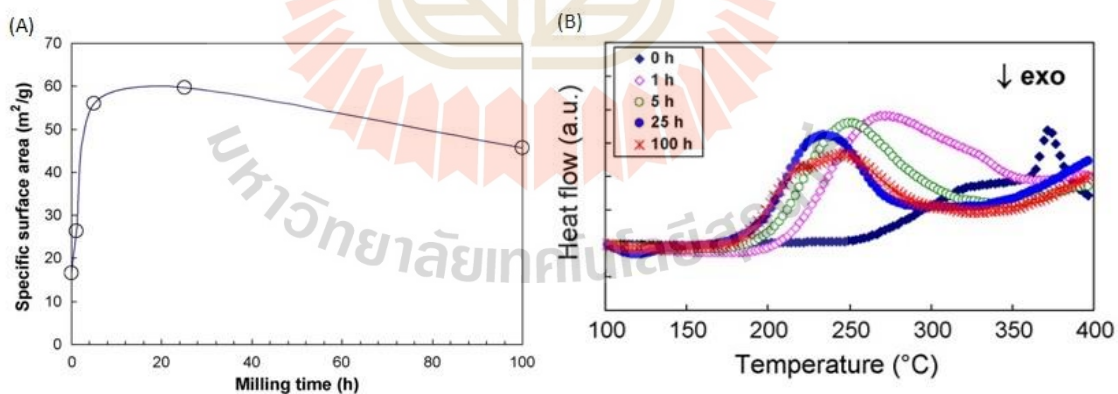 (A)
70
60
50
40
30
20
10
0
Specific surface area (m²/g)
0 20 40 60 80 100
Milling time (h)
(B)
0 h
1 h
5 h
25 h
100 h
↓ exo
Heat flow (a.u.)
100 150 200 250 300 350 400
Temperature (°C)